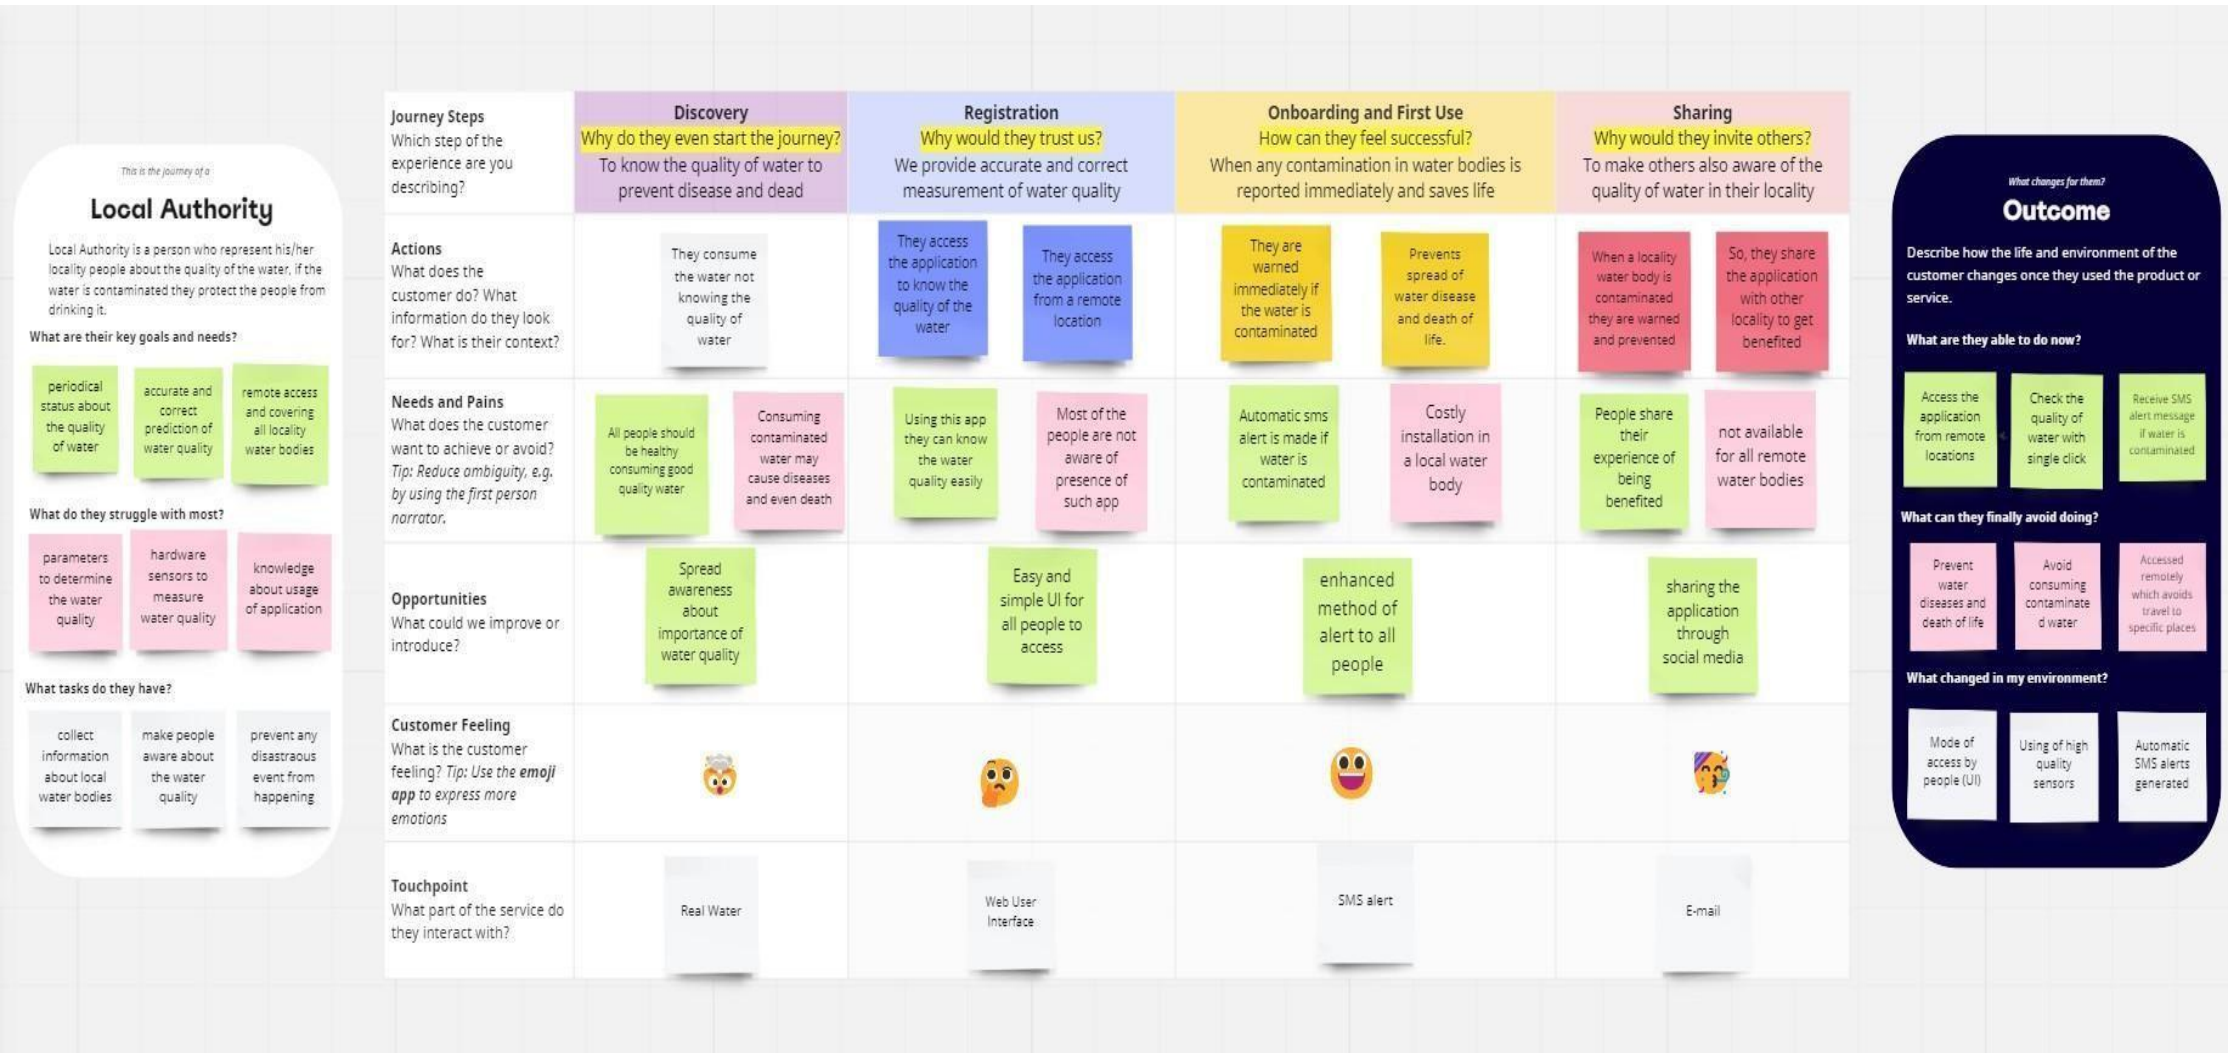 This is the journey of a
Local Authority
Local Authority is a person who represent his/her
locality people about the quality of the water, if the
water is contaminated they protect the people from
drinking it.
What are their key goals and needs?
periodical
status about
the quality
of water
accurate and
correct
prediction of
water quality
remote access
and covering
all locality
water bodies
What do they struggle with most?
parameters
to determine
the water
quality
hardware
sensors to
measure
water quality
knowledge
about usage
of application
What tasks do they have?
collect
information
about local
water bodies
make people
aware about
the water
quality
prevent any
disastraous
event from
happening
Journey Steps
Which step of the
experience are you
describing?
Discovery
Why do they even start the journey?
To know the quality of water to
prevent disease and dead
Registration
Why would they trust us?
We provide accurate and correct
measurement of water quality
Onboarding and First Use
How can they feel successful?
When any contamination in water bodies is
reported immediately and saves life
Sharing
Why would they invite others?
To make others also aware of the
quality of water in their locality
Actions
What does the
customer do? What
information do they look
for? What is their context?
They consume
the water not
knowing the
quality of
water
They access
the application
to know the
quality of the
water
They access
the application
from a remote
location
They are
warned
immediately if
the water is
contaminated
Prevents
spread of
water disease
and death of
life.
When a locality
water body is
contaminated
they are warned
and prevented
So, they share
the application
with other
locality to get
benefited
Needs and Pains
What does the customer
want to achieve or avoid?
Tip: Reduce ambiguity, e.g.
by using the first person
narrator.
All people should
be healthy
consuming good
quality water
Consuming
contaminated
water may
cause diseases
and even death
Using this app
they can know
the water
quality easily
Most of the
people are not
aware of
presence of
such app
Automatic sms
alert is made if
water is
contaminated
Costly
installation in
a local water
body
People share
their
experience of
being
benefited
not available
for all remote
water bodies
Opportunities
What could we improve or
introduce?
Spread
awareness
about
importance of
water quality
Easy and
simple UI for
all people to
access
enhanced
method of
alert to all
people
sharing the
application
through
social media
Customer Feeling
What is the customer
feeling? Tip: Use the emoji
app to express more
emotions
Touchpoint
What part of the service do
they interact with?
Real Water
Web User
Interface
SMS alert
E-mail
What changes for them?
Outcome
Describe how the life and environment of the
customer changes once they used the product or
service.
What are they able to do now?
Access the
application
from remote
locations
Check the
quality of
water with
single click
Receive SMS
alert message
if water is
contaminated
What can they finally avoid doing?
Prevent
water
diseases and
death of life
Avoid
consuming
contaminate
d water
Accessed
remotely
which avoids
travel to
specific places
What changed in my environment?
Mode of
access by
people (UI)
Using of high
quality
sensors
Automatic
SMS alerts
generated